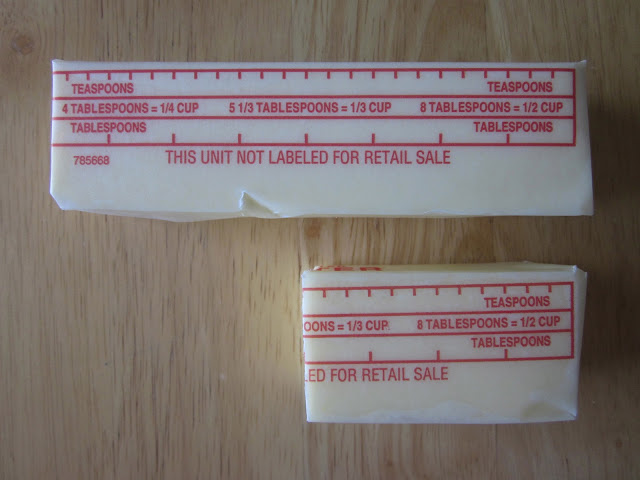 TEASPOONS TEASPOONS
4 TABLESPOONS = 1/4 CUP 5 1/3 TABLESPOONS = 1/3 CUP 8 TABLESPOONS = 1/2 CUP
TABLESPOONS TABLESPOONS
785668 THIS UNIT NOT LABELED FOR RETAIL SALE
TEASPOONS
OONS = 1/3 CUP 8 TABLESPOONS = 1/2 CUP
TABLESPOONS
ED FOR RETAIL SALE